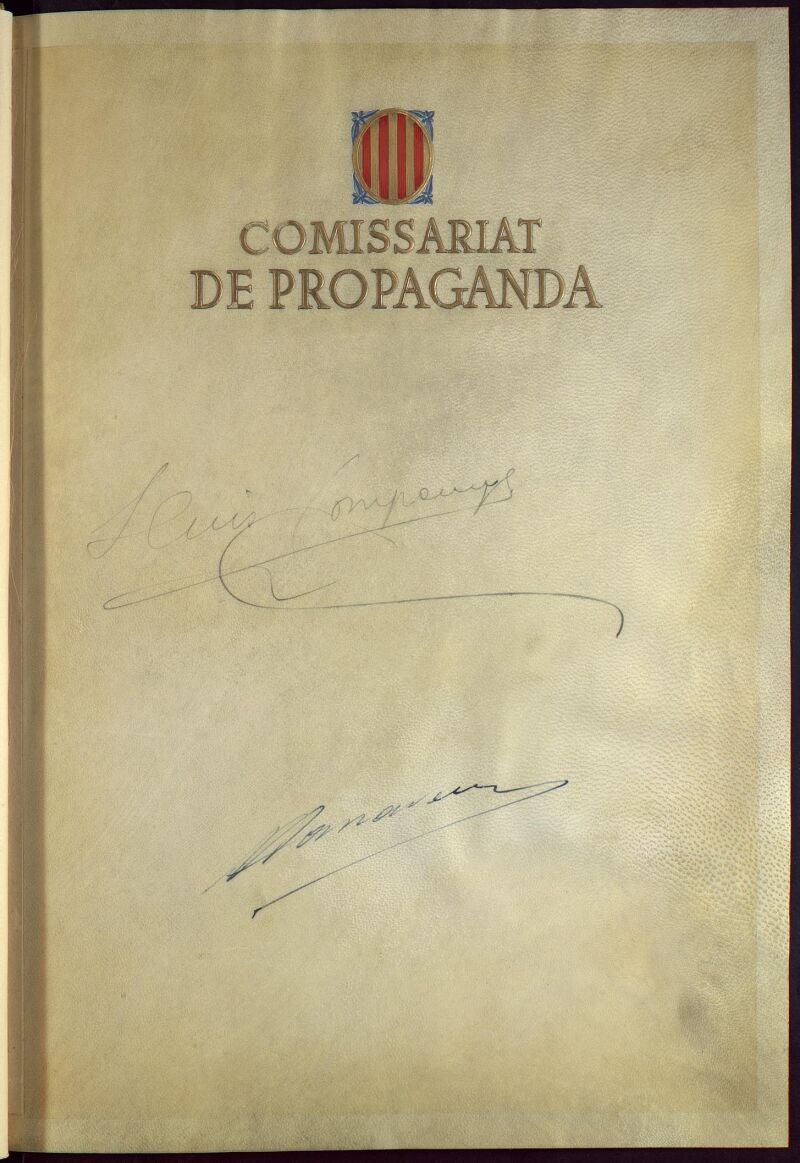 COMISSARIAT
DE PROPAGANDA
Lluis Companys